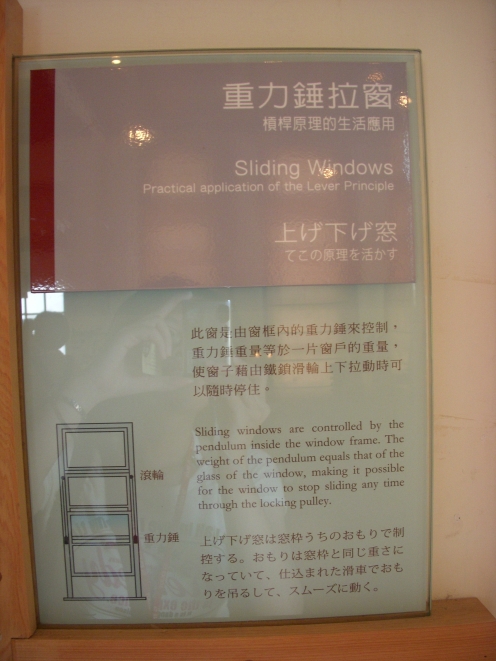 重力錘拉窗
槓桿原理的生活應用
Sliding Windows
Practical application of the Lever Principle
上げ下げ窓
てこの原理を活かす
此窗是由窗框內的重力錘來控制，
重力錘重量等於一片窗戶的重量，
使窗子藉由鐵鎖滑輪上下拉動時可
以隨時停住。
Sliding windows are controlled by the
pendulum inside the window frame. The
weight of the pendulum equals that of the
glass of the window, making it possible
for the window to stop sliding any time
through the locking pulley.
滾輪
重力錘
上げ下げ窓は窓枠うちのおもりで制
控する。おもりは窓枠と同じ重さに
なっていて、仕込まれた滑車でおも
りを吊るして、スムーズに動く。